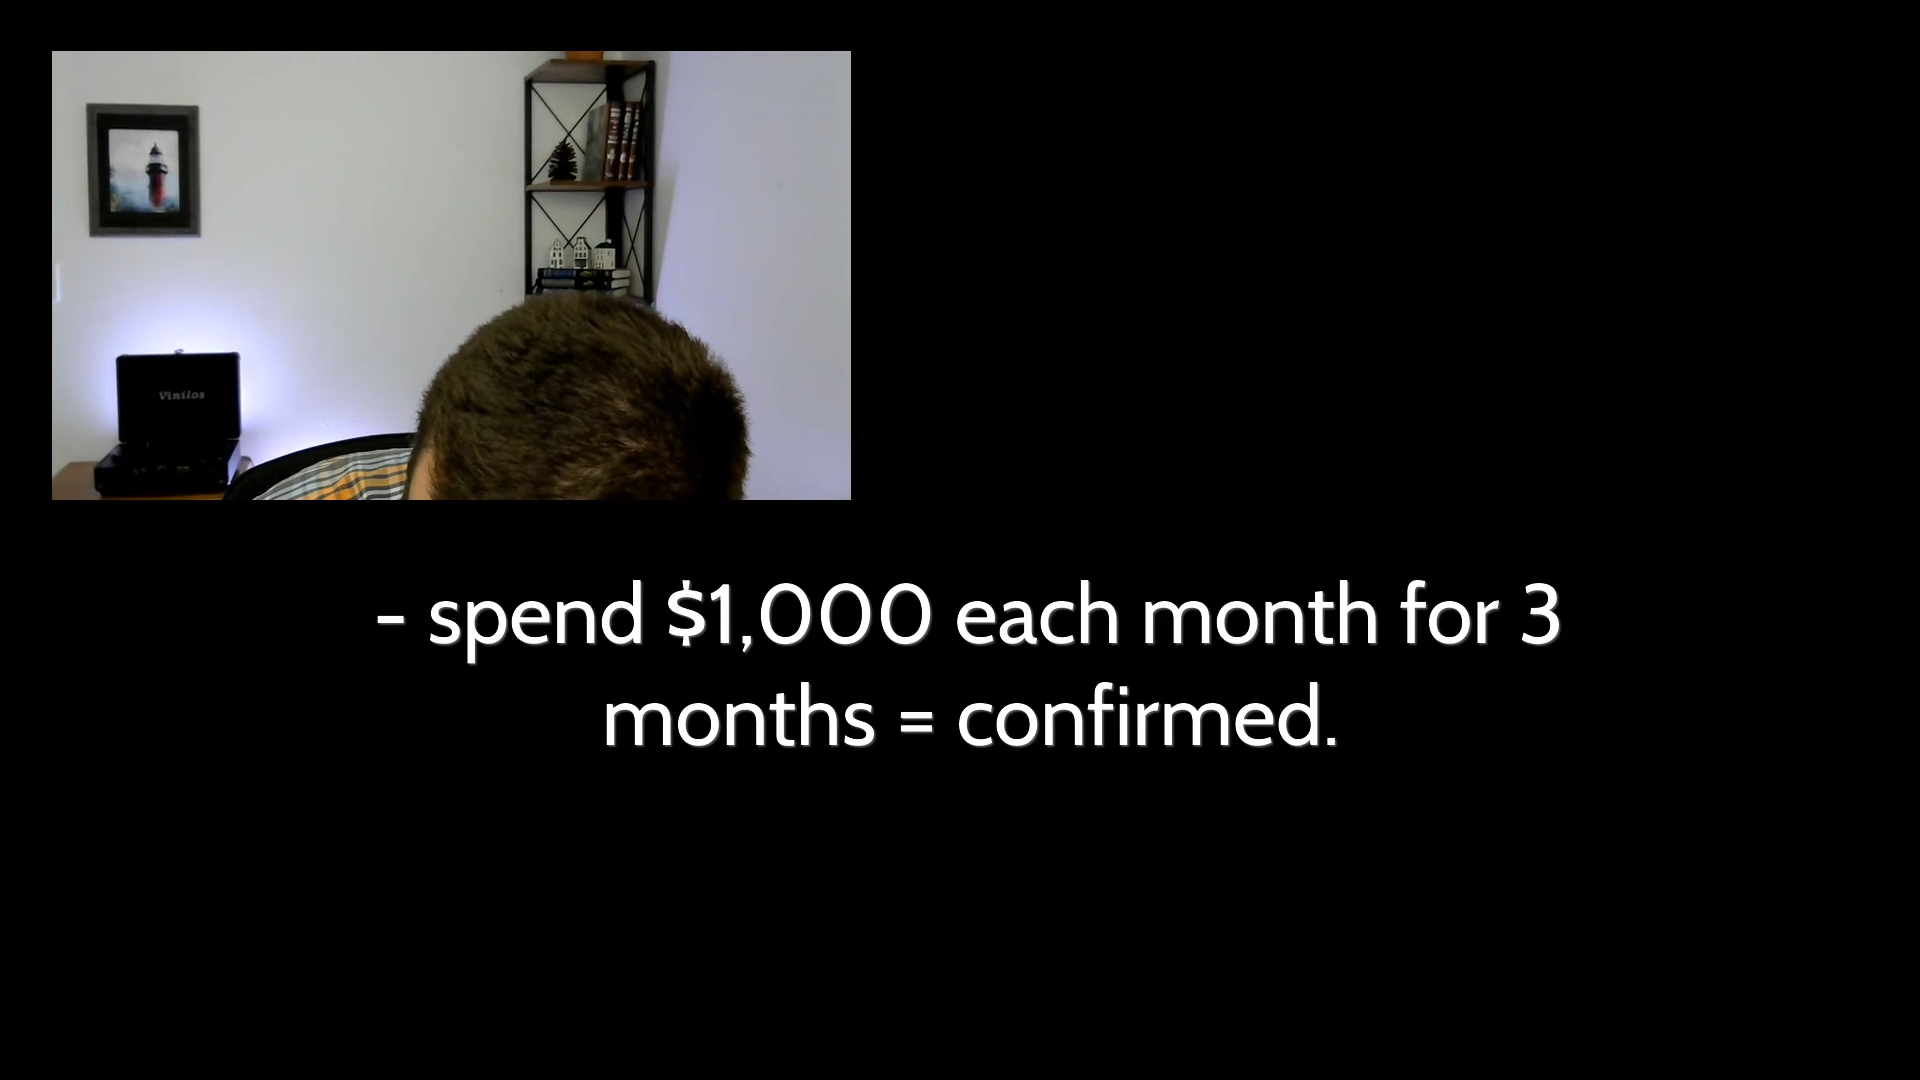 Vinilos
- spend $1,000 each month for 3
months = confirmed.